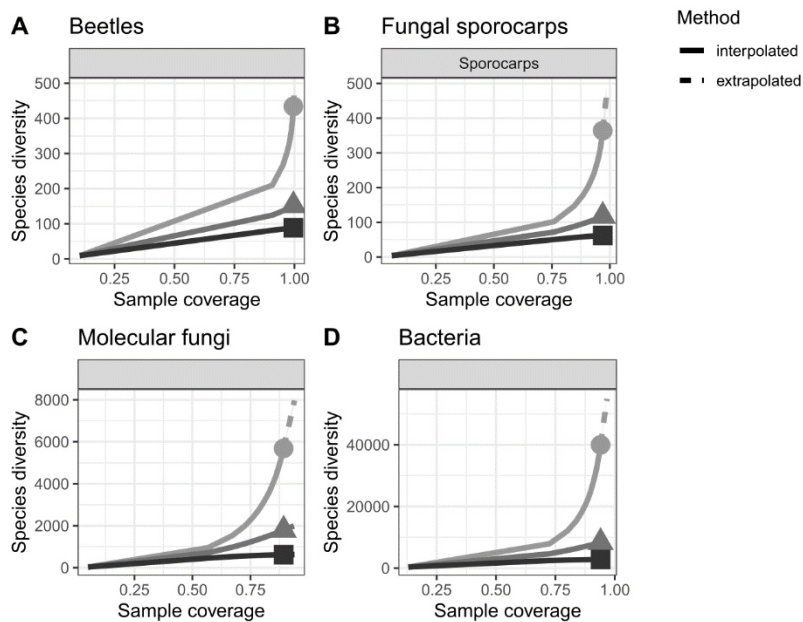 A Beetles
B Fungal sporocarps
Method
interpolated
extrapolated
Sporocarps
Species diversity
500
400
300
200
100
0
0.25 0.50 0.75 1.00
Sample coverage
Species diversity
500
400
300
200
100
0
0.25 0.50 0.75 1.00
Sample coverage
C Molecular fungi
D Bacteria
Species diversity
8000
6000
4000
2000
0
0.25 0.50 0.75
Sample coverage
Species diversity
40000
20000
0
0.25 0.50 0.75 1.00
Sample coverage